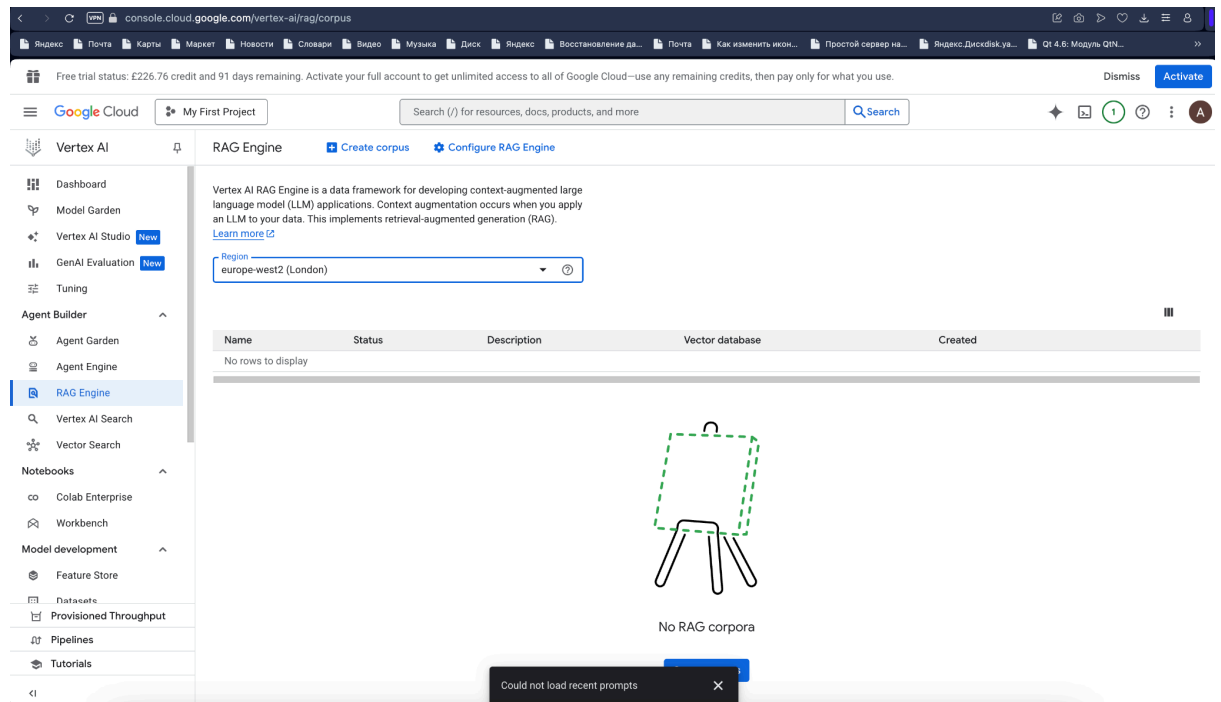 VPN console.cloud.google.com/vertex-ai/rag/corpus
Яндекс Почта Карты Маркет Новости Словари Видео Музыка Диск Яндекс Восстановление да... Почта Как изменить икон... Простой сервер на... Яндекс.Дискdisk.ya... Qt 4.6: Модуль QtN... »
Free trial status: £226.76 credit and 91 days remaining. Activate your full account to get unlimited access to all of Google Cloud—use any remaining credits, then pay only for what you use. Dismiss Activate
Google Cloud My First Project Search (/) for resources, docs, products, and more Search 1 A
Vertex AI
RAG Engine Create corpus Configure RAG Engine
Dashboard
Model Garden
Vertex AI Studio New
GenAI Evaluation New
Tuning
Agent Builder
Agent Garden
Agent Engine
RAG Engine
Vertex AI Search
Vector Search
Notebooks
Colab Enterprise
Workbench
Model development
Feature Store
Datasets
Provisioned Throughput
Pipelines
Tutorials
Vertex AI RAG Engine is a data framework for developing context-augmented large
language model (LLM) applications. Context augmentation occurs when you apply
an LLM to your data. This implements retrieval-augmented generation (RAG).
Learn more
Region
europe-west2 (London)
Name Status Description Vector database Created
No rows to display
No RAG corpora
Could not load recent prompts